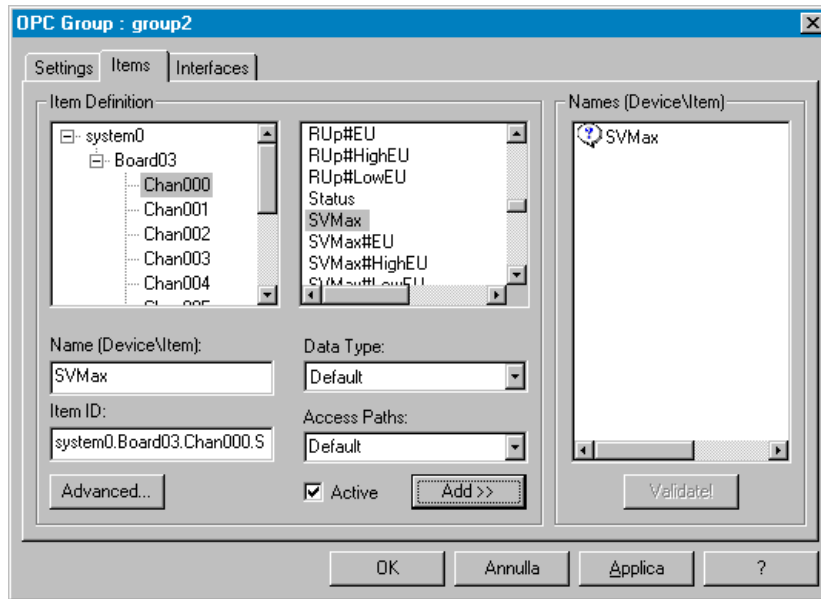 OPC Group : group2
Settings
Items
Interfaces
Item Definition
system0
Board03
Chan000
Chan001
Chan002
Chan003
Chan004
RUp#EU
RUp#HighEU
RUp#LowEU
Status
SVMax
SVMax#EU
SVMax#HighEU
SVMax#LowEU
Name (Device\Item):
SVMax
Data Type:
Default
Item ID:
system0.Board03.Chan000.S
Access Paths:
Default
Advanced...
Active
Add >>
Names (Device\Item)
SVMax
Validate!
OK
Annulla
Applica
?